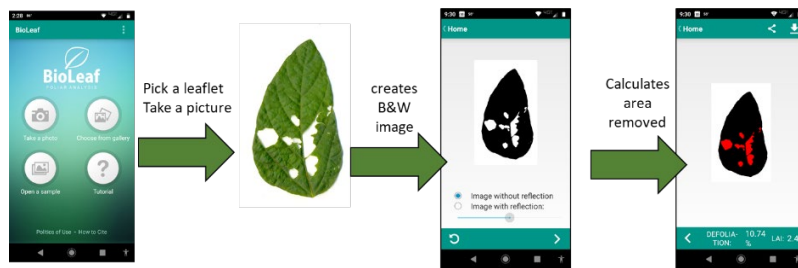 2:28
BioLeaf
BioLeaf
FOLIAR ANALYSIS
Take a photo
Choose from gallery
Open a sample
Tutorial
Politics of Use – How to Cite
Pick a leaflet
Take a picture
creates
B&W
image
9:30
Home
Image without reflection
Image with reflection:
Calculates
area
removed
9:30
Home
DEFOLIA-
TION:
10.74
%
LAI: 2.4